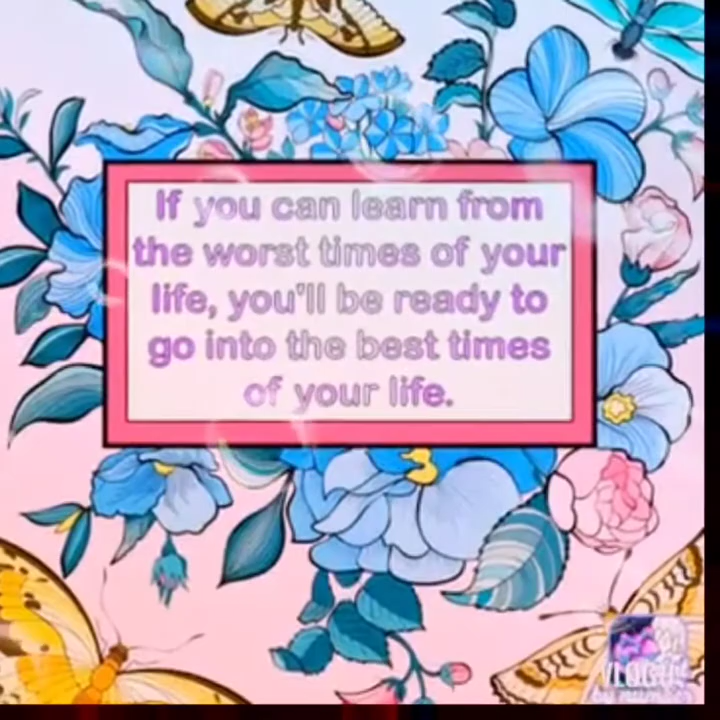 If you can learn from
the worst times of your
life, you'll be ready to
go into the best times
of your life.